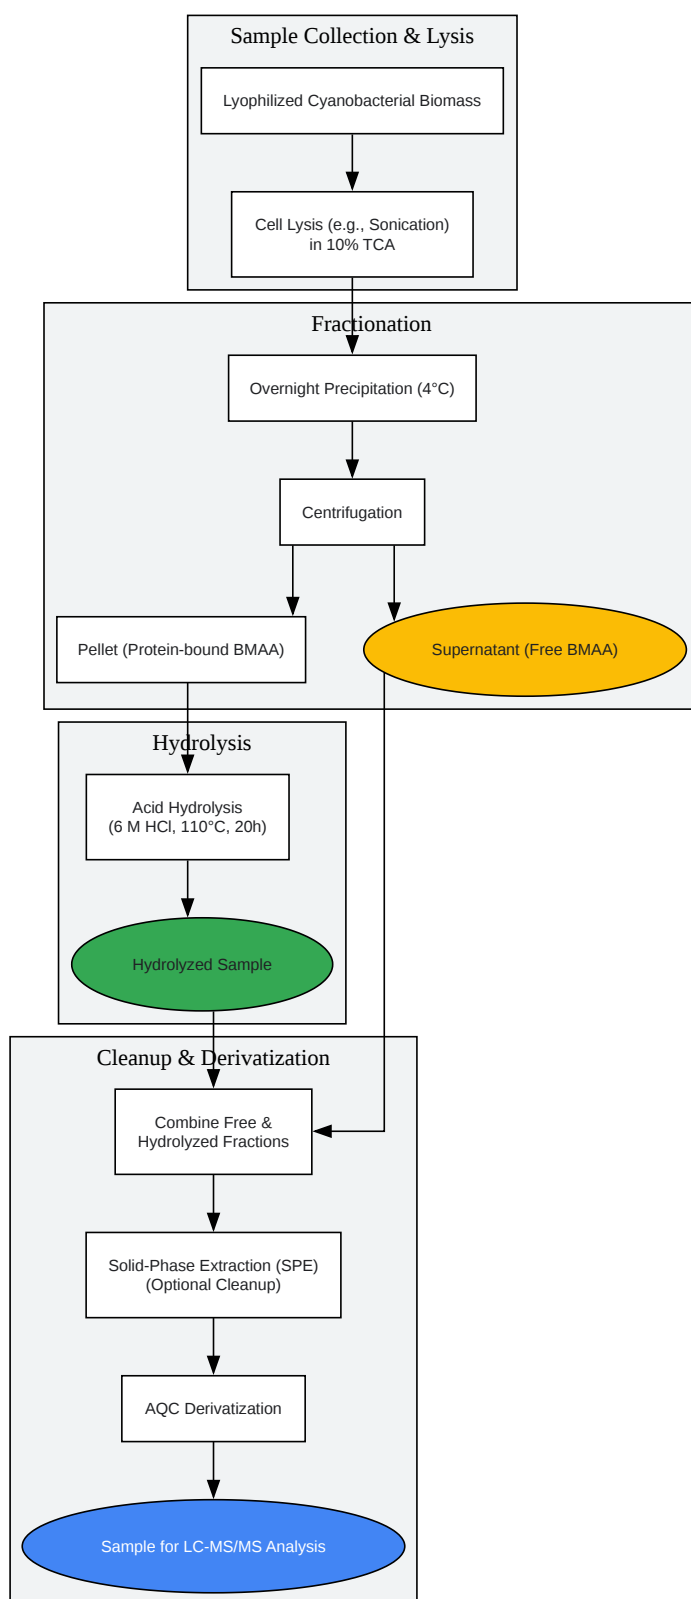 Sample Collection & Lysis
Lyophilized Cyanobacterial Biomass
Cell Lysis (e.g., Sonication)
in 10% TCA
Fractionation
Overnight Precipitation (4°C)
Centrifugation
Pellet (Protein-bound BMAA)
Supernatant (Free BMAA)
Hydrolysis
Acid Hydrolysis
(6 M HCl, 110°C, 20h)
Hydrolyzed Sample
Cleanup & Derivatization
Combine Free &
Hydrolyzed Fractions
Solid-Phase Extraction (SPE)
(Optional Cleanup)
AQC Derivatization
Sample for LC-MS/MS Analysis